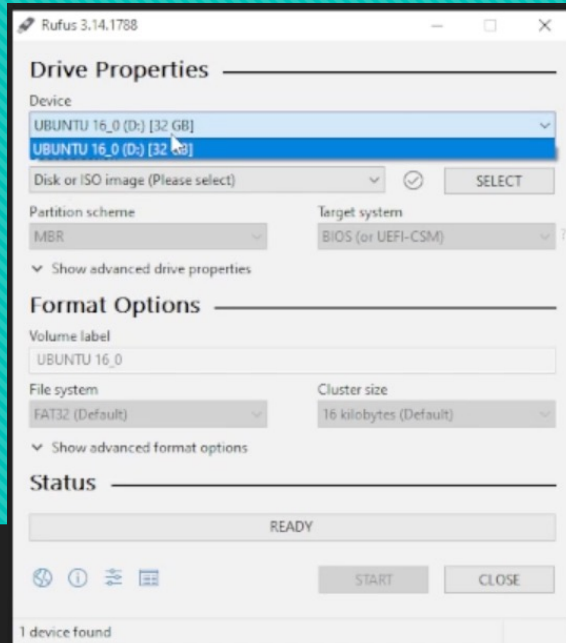 Rufus 3.14.1788
Drive Properties
Device
UBUNTU 16_0 (D:) [32 GB]
UBUNTU 16_0 (D:) [32 GB]
Disk or ISO image (Please select)
SELECT
Partition scheme
Target system
MBR
BIOS (or UEFI-CSM)
?
Show advanced drive properties
Format Options
Volume label
UBUNTU 16_0
File system
Cluster size
FAT32 (Default)
16 kilobytes (Default)
Show advanced format options
Status
READY
START
CLOSE
1 device found